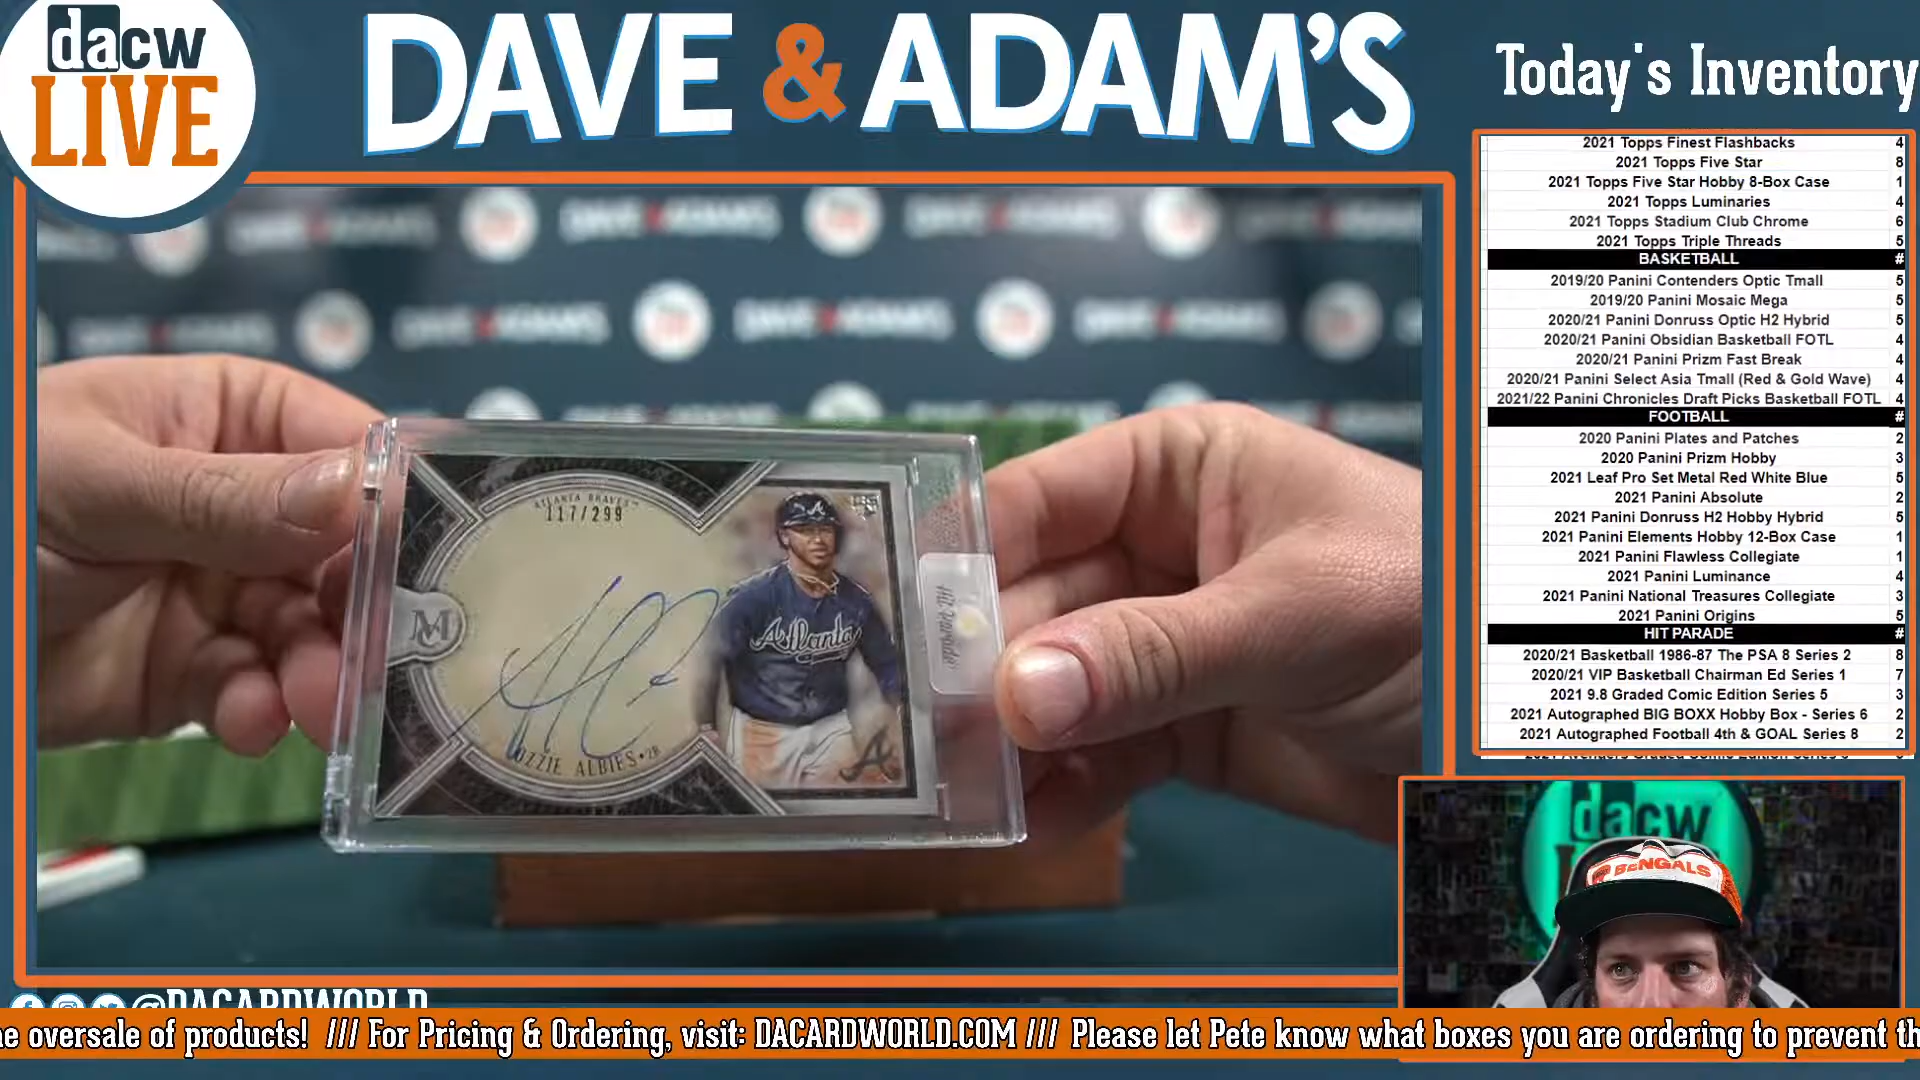 dacw
LIVE
DAVE & ADAM'S
Today's Inventory
2021 Topps Finest Flashbacks 4
2021 Topps Five Star 8
2021 Topps Five Star Hobby 8-Box Case 1
2021 Topps Luminaries 4
2021 Topps Stadium Club Chrome 6
2021 Topps Triple Threads 5
BASKETBALL #
2019/20 Panini Contenders Optic Tmall 5
2019/20 Panini Mosaic Mega 5
2020/21 Panini Donruss Optic H2 Hybrid 5
2020/21 Panini Obsidian Basketball FOTL 4
2020/21 Panini Prizm Fast Break 4
2020/21 Panini Select Asia Tmall (Red & Gold Wave) 4
2021/22 Panini Chronicles Draft Picks Basketball FOTL 4
FOOTBALL #
2020 Panini Plates and Patches 2
2020 Panini Prizm Hobby 3
2021 Leaf Pro Set Metal Red White Blue 5
2021 Panini Absolute 2
2021 Panini Donruss H2 Hobby Hybrid 5
2021 Panini Elements Hobby 12-Box Case 1
2021 Panini Flawless Collegiate 1
2021 Panini Luminance 4
2021 Panini National Treasures Collegiate 3
2021 Panini Origins 5
HIT PARADE #
2020/21 Basketball 1986-87 The PSA 8 Series 2 8
2020/21 VIP Basketball Chairman Ed Series 1 7
2021 9.8 Graded Comic Edition Series 5 3
2021 Autographed BIG BOXX Hobby Box - Series 6 2
2021 Autographed Football 4th & GOAL Series 8 2
ATLANTA BRAVES™
117/299
M
OZZIE ALBIES • 2B
Atlanta
A
A
Hit Parade
DAVE & ADAM'S
dacw
BENGALS
@DACARDWORLD
e oversale of products! /// For Pricing & Ordering, visit: DACARDWORLD.COM /// Please let Pete know what boxes you are ordering to prevent th